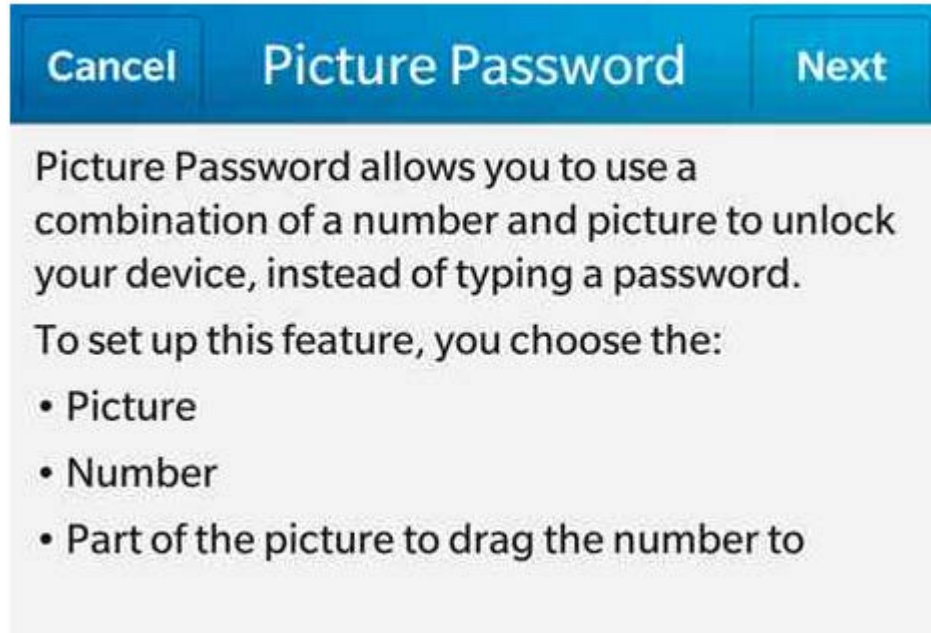 Cancel Picture Password Next
Picture Password allows you to use a
combination of a number and picture to unlock
your device, instead of typing a password.
To set up this feature, you choose the:
• Picture
• Number
• Part of the picture to drag the number to